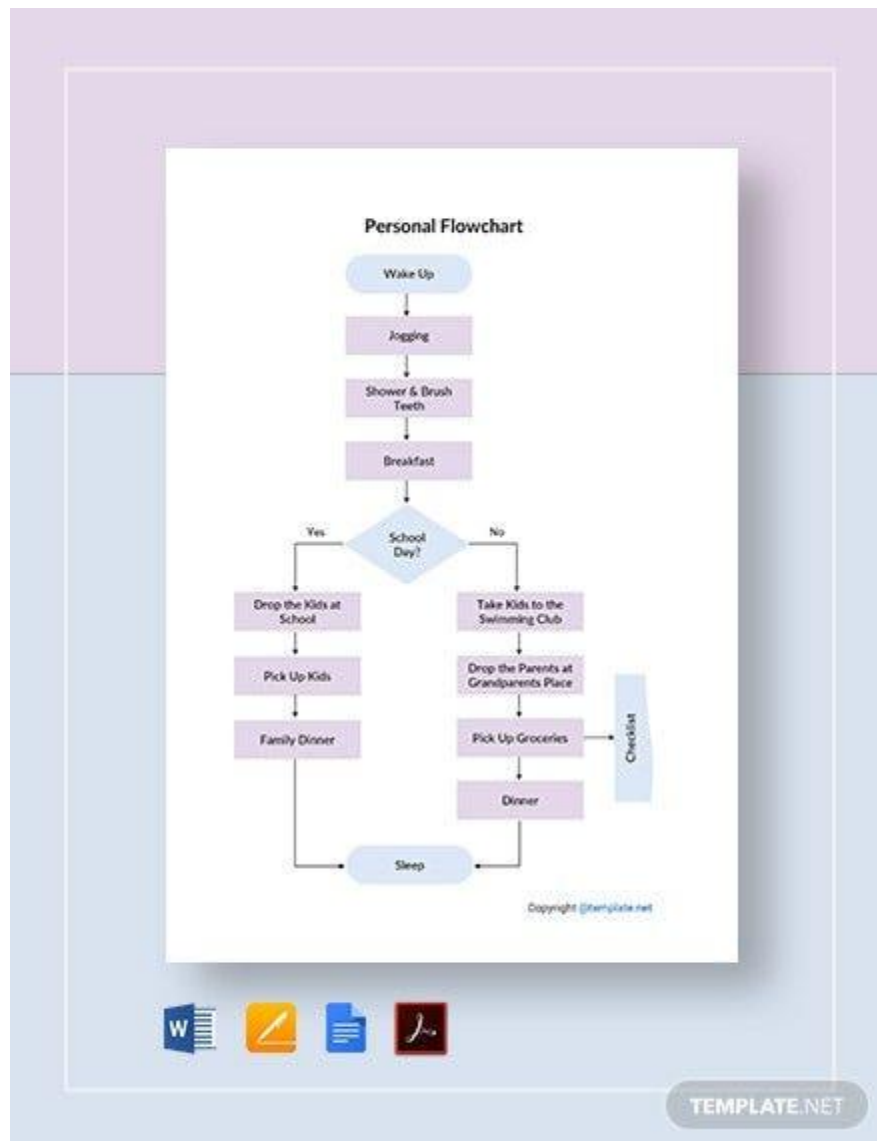 Personal Flowchart
Wake Up
Jogging
Shower & Brush
Teeth
Breakfast
School
Day?
Yes
No
Drop the Kids at
School
Pick Up Kids
Family Dinner
Take Kids to the
Swimming Club
Drop the Parents at
Grandparents Place
Pick Up Groceries
Checklist
Dinner
Sleep
Copyright @template.net
W
TEMPLATE.NET